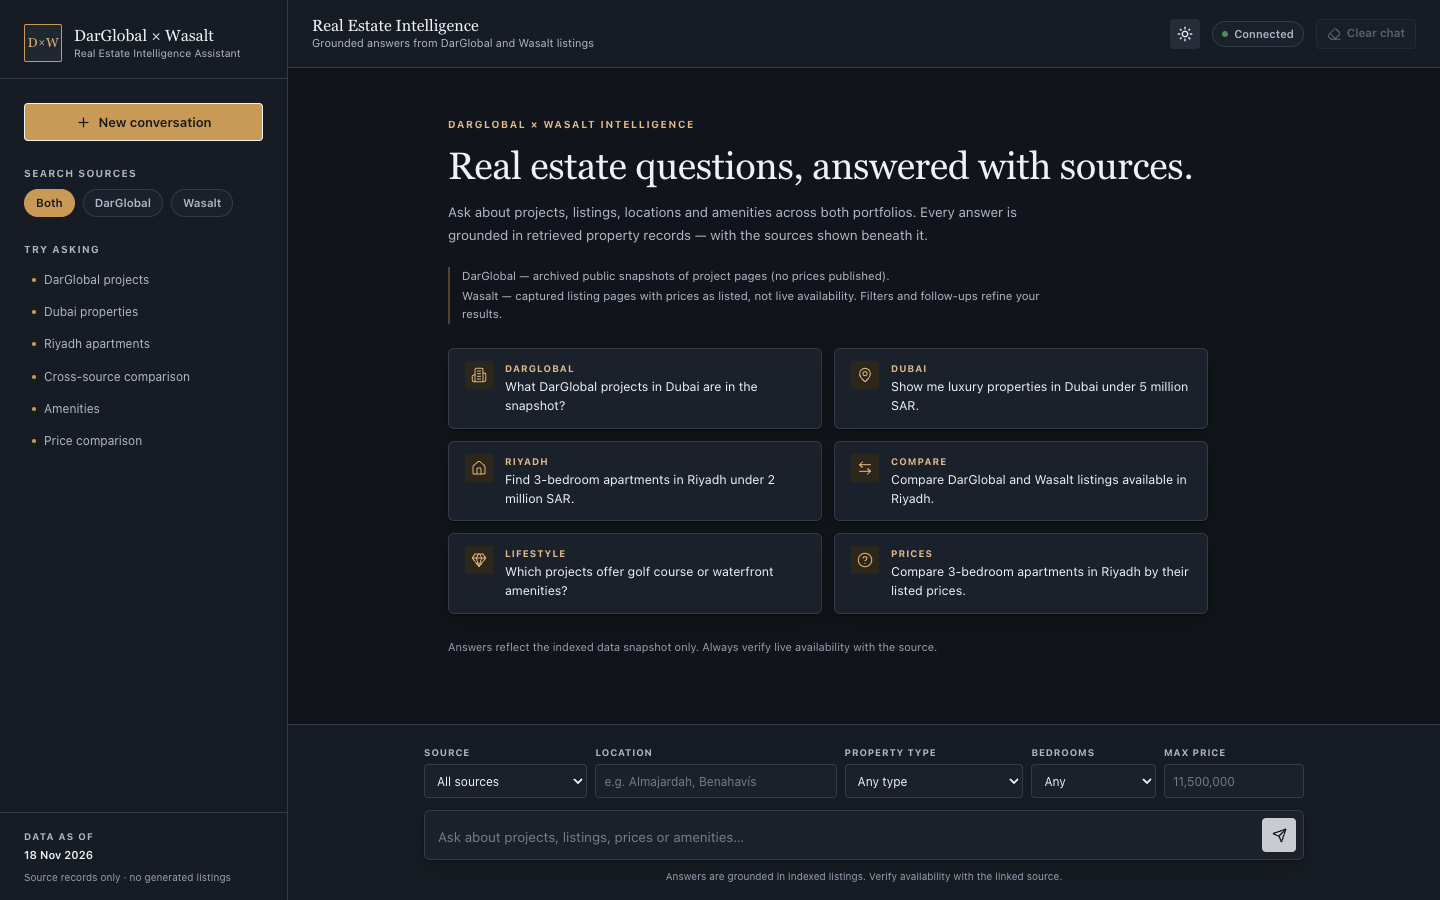 D×W
DarGlobal × Wasalt
Real Estate Intelligence Assistant
New conversation
SEARCH SOURCES
Both
DarGlobal
Wasalt
TRY ASKING
DarGlobal projects
Dubai properties
Riyadh apartments
Cross-source comparison
Amenities
Price comparison
DATA AS OF
18 Nov 2026
Source records only · no generated listings
Real Estate Intelligence
Grounded answers from DarGlobal and Wasalt listings
Connected
Clear chat
DARGLOBAL × WASALT INTELLIGENCE
Real estate questions, answered with sources.
Ask about projects, listings, locations and amenities across both portfolios. Every answer is
grounded in retrieved property records — with the sources shown beneath it.
DarGlobal — archived public snapshots of project pages (no prices published).
Wasalt — captured listing pages with prices as listed, not live availability. Filters and follow-ups refine your
results.
DARGLOBAL
What DarGlobal projects in Dubai are in the
snapshot?
DUBAI
Show me luxury properties in Dubai under 5 million
SAR.
RIYADH
Find 3-bedroom apartments in Riyadh under 2
million SAR.
COMPARE
Compare DarGlobal and Wasalt listings available in
Riyadh.
LIFESTYLE
Which projects offer golf course or waterfront
amenities?
PRICES
Compare 3-bedroom apartments in Riyadh by their
listed prices.
Answers reflect the indexed data snapshot only. Always verify live availability with the source.
SOURCE
All sources
LOCATION
e.g. Almajardah, Benahavís
PROPERTY TYPE
Any type
BEDROOMS
Any
MAX PRICE
11,500,000
Ask about projects, listings, prices or amenities...
Answers are grounded in indexed listings. Verify availability with the linked source.